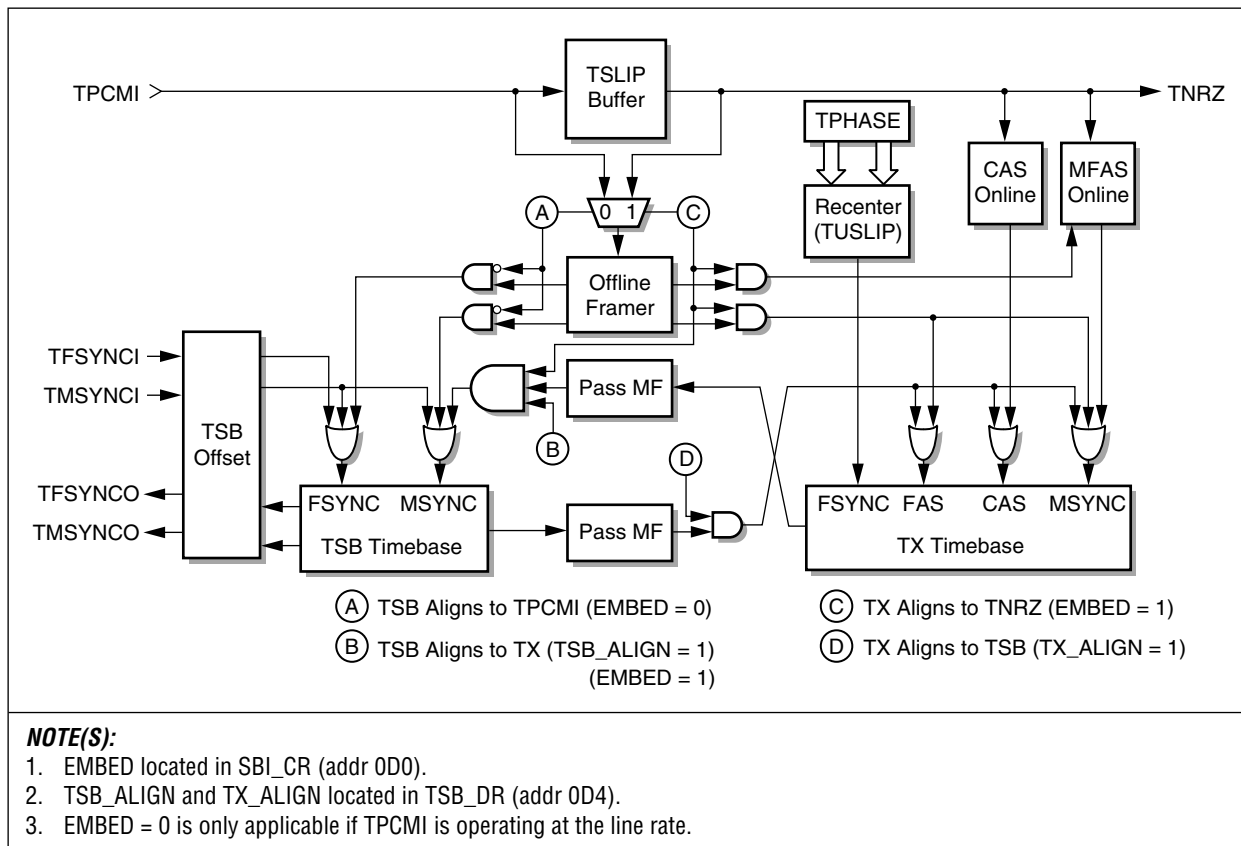 TPCMI
TSLIP
Buffer
TNRZ
TPHASE
CAS
Online
MFAS
Online
Recenter
(TUSLIP)
A
0 1
C
Offline
Framer
TFSYNCI
TMSYNCI
TSB
Offset
TFSYNCO
TMSYNCO
Pass MF
B
D
FSYNC MSYNC
TSB Timebase
Pass MF
FSYNC FAS CAS MSYNC
TX Timebase
A TSB Aligns to TPCMI (EMBED = 0)
B TSB Aligns to TX (TSB_ALIGN = 1)
(EMBED = 1)
C TX Aligns to TNRZ (EMBED = 1)
D TX Aligns to TSB (TX_ALIGN = 1)
NOTE(S):
1. EMBED located in SBI_CR (addr 0D0).
2. TSB_ALIGN and TX_ALIGN located in TSB_DR (addr 0D4).
3. EMBED = 0 is only applicable if TPCMI is operating at the line rate.